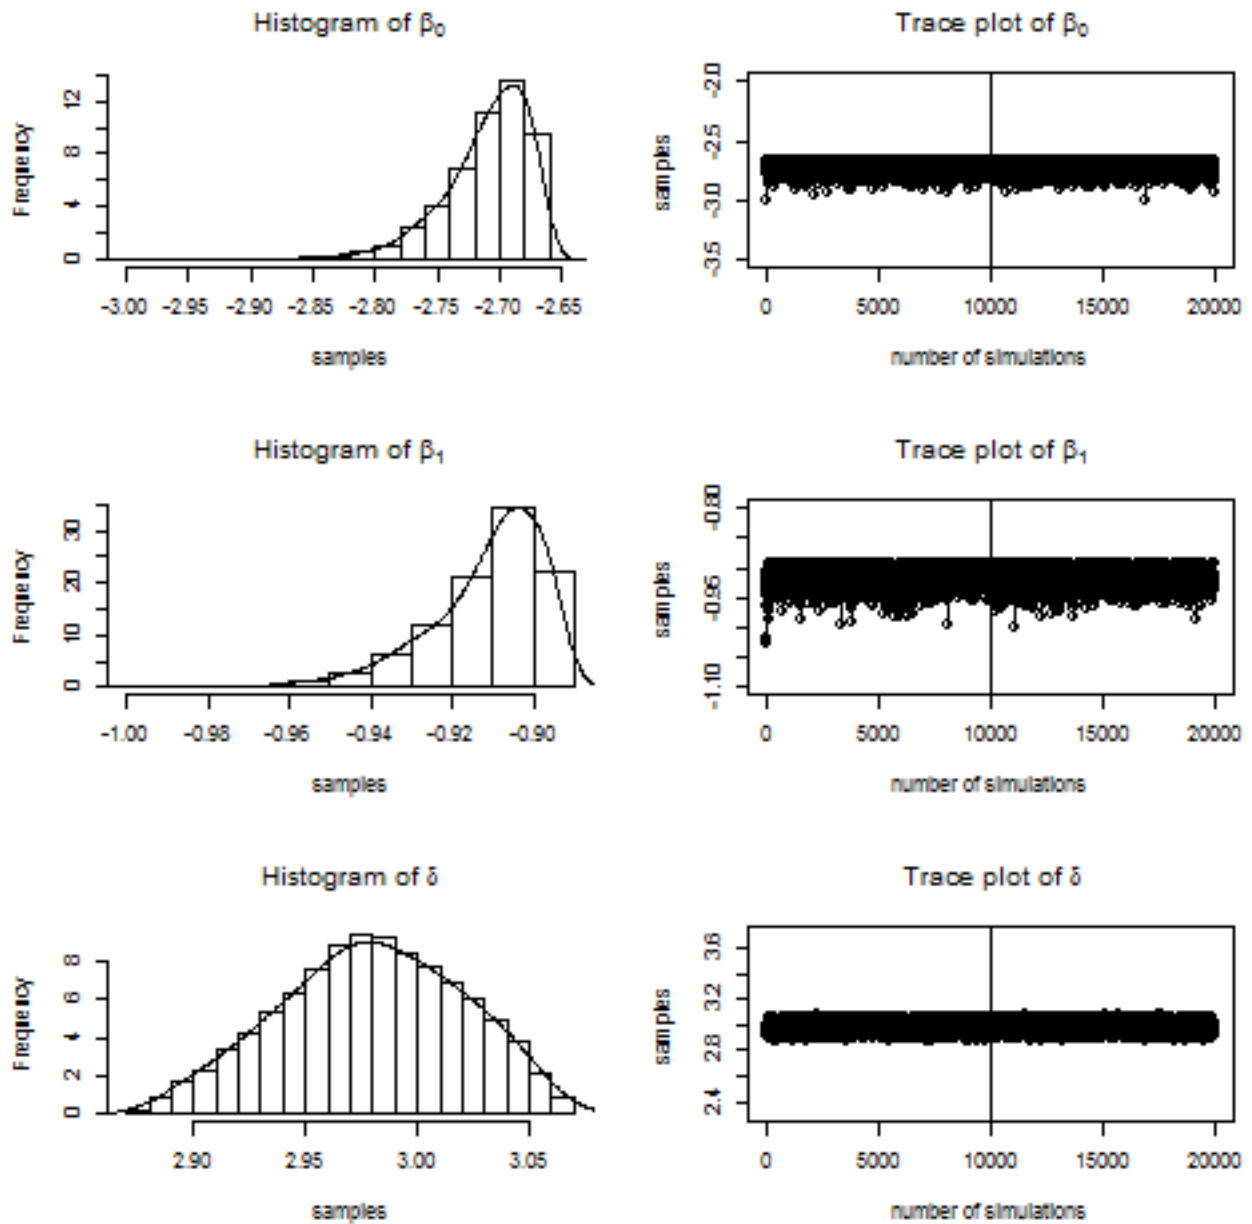 Histogram of β₀
Trace plot of β₀
Frequency
0 4 8 12
-3.00 -2.95 -2.90 -2.85 -2.80 -2.75 -2.70 -2.65
samples
samples
-3.5 -3.0 -2.5 -2.0
0 5000 10000 15000 20000
number of simulations
Histogram of β₁
Trace plot of β₁
Frequency
0 10 20 30
-1.00 -0.98 -0.96 -0.94 -0.92 -0.90
samples
samples
-1.10 -0.95 -0.80
0 5000 10000 15000 20000
number of simulations
Histogram of δ
Trace plot of δ
Frequency
0 2 4 6 8
2.90 2.95 3.00 3.05
samples
samples
2.4 2.8 3.2 3.6
0 5000 10000 15000 20000
number of simulations